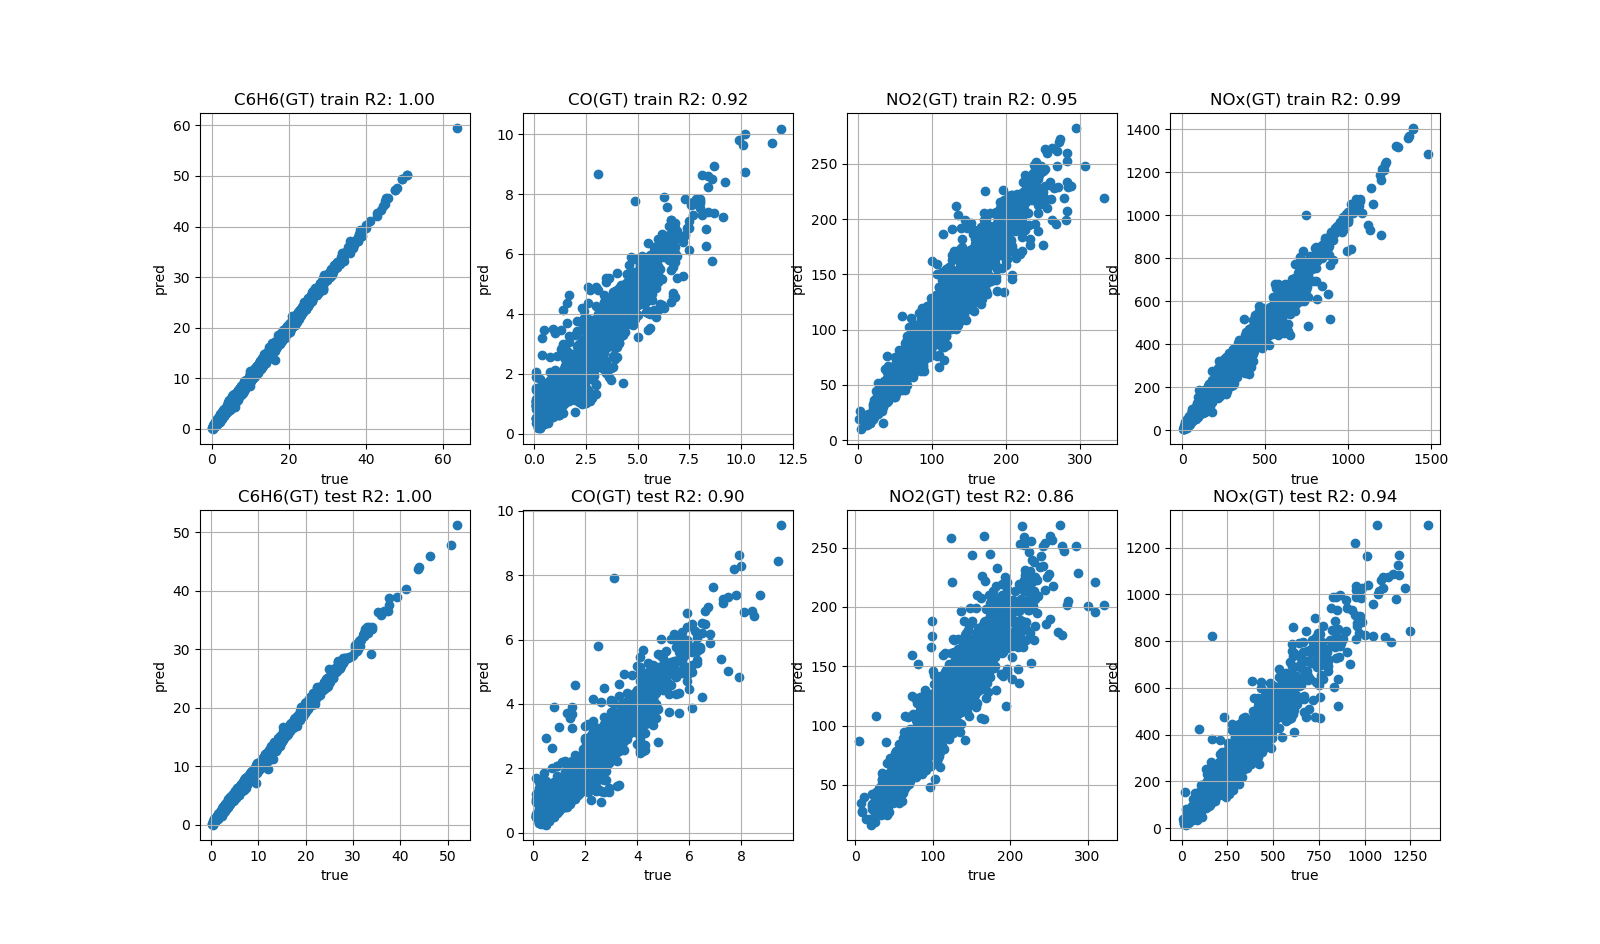 C6H6(GT) train R2: 1.00
60
50
40
30
20
10
0
pred
0 20 40 60
true
CO(GT) train R2: 0.92
10
8
6
4
2
0
pred
0.0 2.5 5.0 7.5 10.0 12.5
true
NO2(GT) train R2: 0.95
250
200
150
100
50
0
pred
0 100 200 300
true
NOx(GT) train R2: 0.99
1400
1200
1000
800
600
400
200
0
pred
0 500 1000 1500
true
C6H6(GT) test R2: 1.00
50
40
30
20
10
0
pred
0 10 20 30 40 50
true
CO(GT) test R2: 0.90
10
8
6
4
2
0
pred
0 2 4 6 8
true
NO2(GT) test R2: 0.86
250
200
150
100
50
pred
0 100 200 300
true
NOx(GT) test R2: 0.94
1200
1000
800
600
400
200
0
pred
0 250 500 750 1000 1250
true